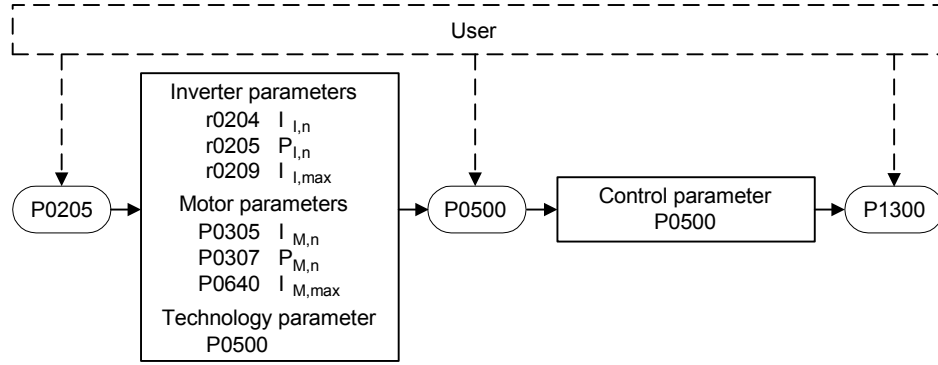 User
Inverter parameters
r0204 I I,n
r0205 P I,n
r0209 I I,max
Motor parameters
P0305 I M,n
P0307 P M,n
P0640 I M,max
Technology parameter
P0500
P0205
P0500
Control parameter
P0500
P1300